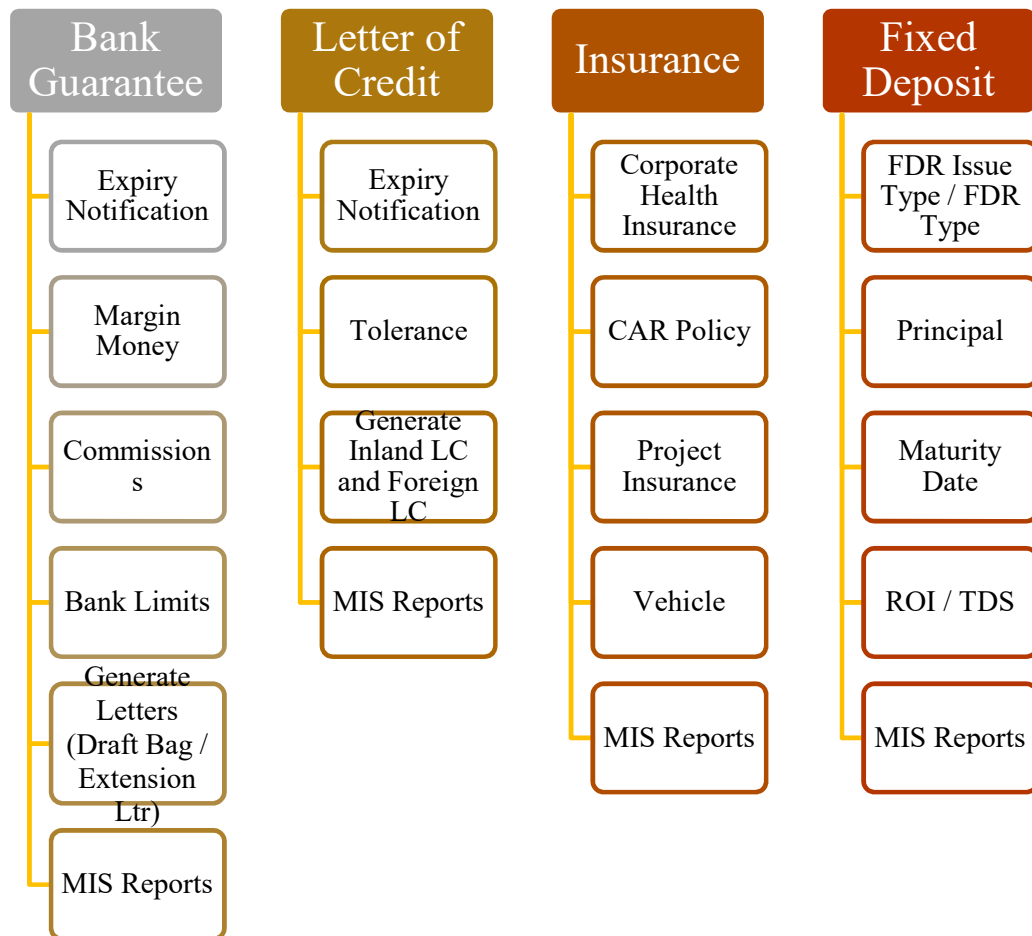 Bank
Guarantee
Expiry
Notification
Margin
Money
Commission
s
Bank Limits
Generate
Letters
(Draft Bag /
Extension
Ltr)
MIS Reports
Letter of
Credit
Expiry
Notification
Tolerance
Generate
Inland LC
and Foreign
LC
MIS Reports
Insurance
Corporate
Health
Insurance
CAR Policy
Project
Insurance
Vehicle
MIS Reports
Fixed
Deposit
FDR Issue
Type / FDR
Type
Principal
Maturity
Date
ROI / TDS
MIS Reports